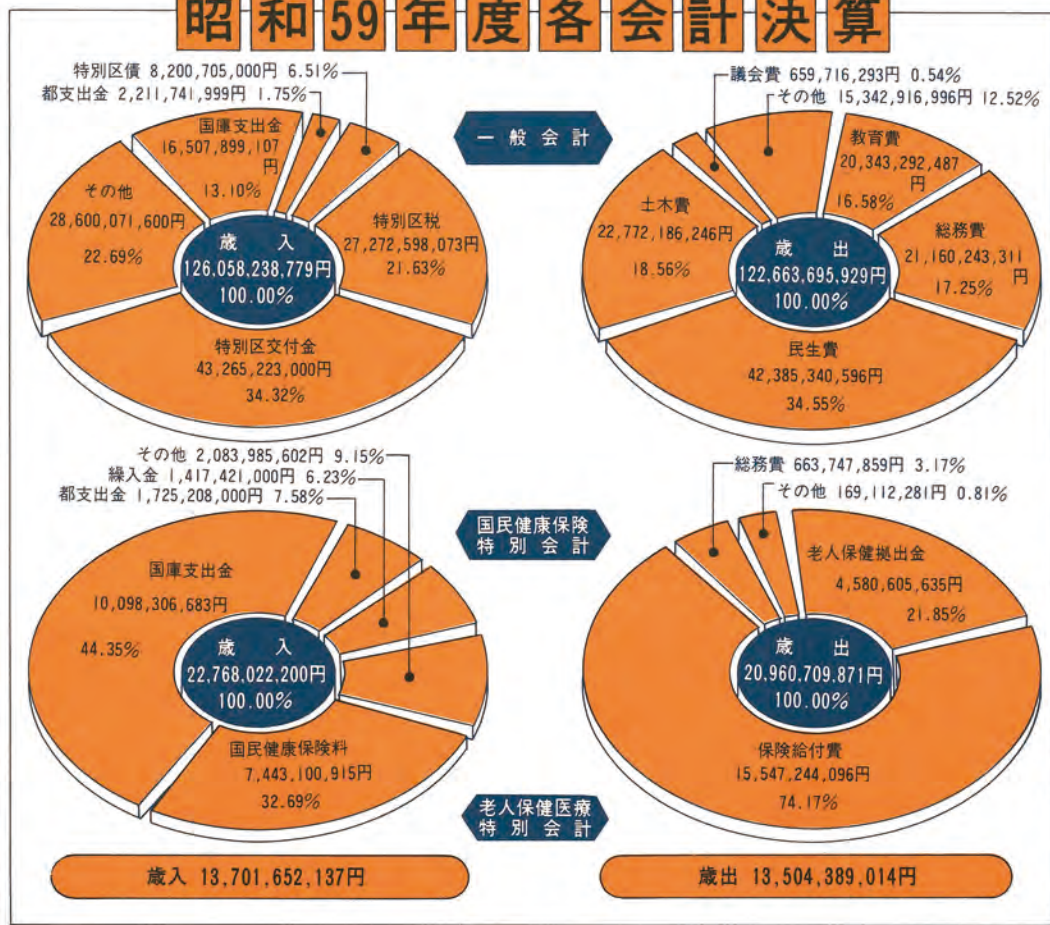 昭和59年度各会計決算
一般会計
特別区債 8,200,705,000円 6.51%
都支出金 2,211,741,999円 1.75%
国庫支出金
16,507,899,107
円
13.10%
その他
28,600,071,600円
22.69%
特別区税
27,272,598,073円
21.63%
歳入
126,058,238,779円
100.00%
特別区交付金
43,265,223,000円
34.32%
議会費 659,716,293円 0.54%
その他 15,342,916,996円 12.52%
教育費
20,343,292,487
円
16.58%
土木費
22,772,186,246円
18.56%
総務費
21,160,243,311
円
17.25%
歳出
122,663,695,929円
100.00%
民生費
42,385,340,596円
34.55%
国民健康保険
特別会計
その他 2,083,985,602円 9.15%
繰入金 1,417,421,000円 6.23%
都支出金 1,725,208,000円 7.58%
国庫支出金
10,098,306,683円
44.35%
歳入
22,768,022,200円
100.00%
国民健康保険料
7,443,100,915円
32.69%
総務費 663,747,859円 3.17%
その他 169,112,281円 0.81%
老人保健拠出金
4,580,605,635円
21.85%
歳出
20,960,709,871円
100.00%
保険給付費
15,547,244,096円
74.17%
老人保健医療
特別会計
歳入 13,701,652,137円
歳出 13,504,389,014円